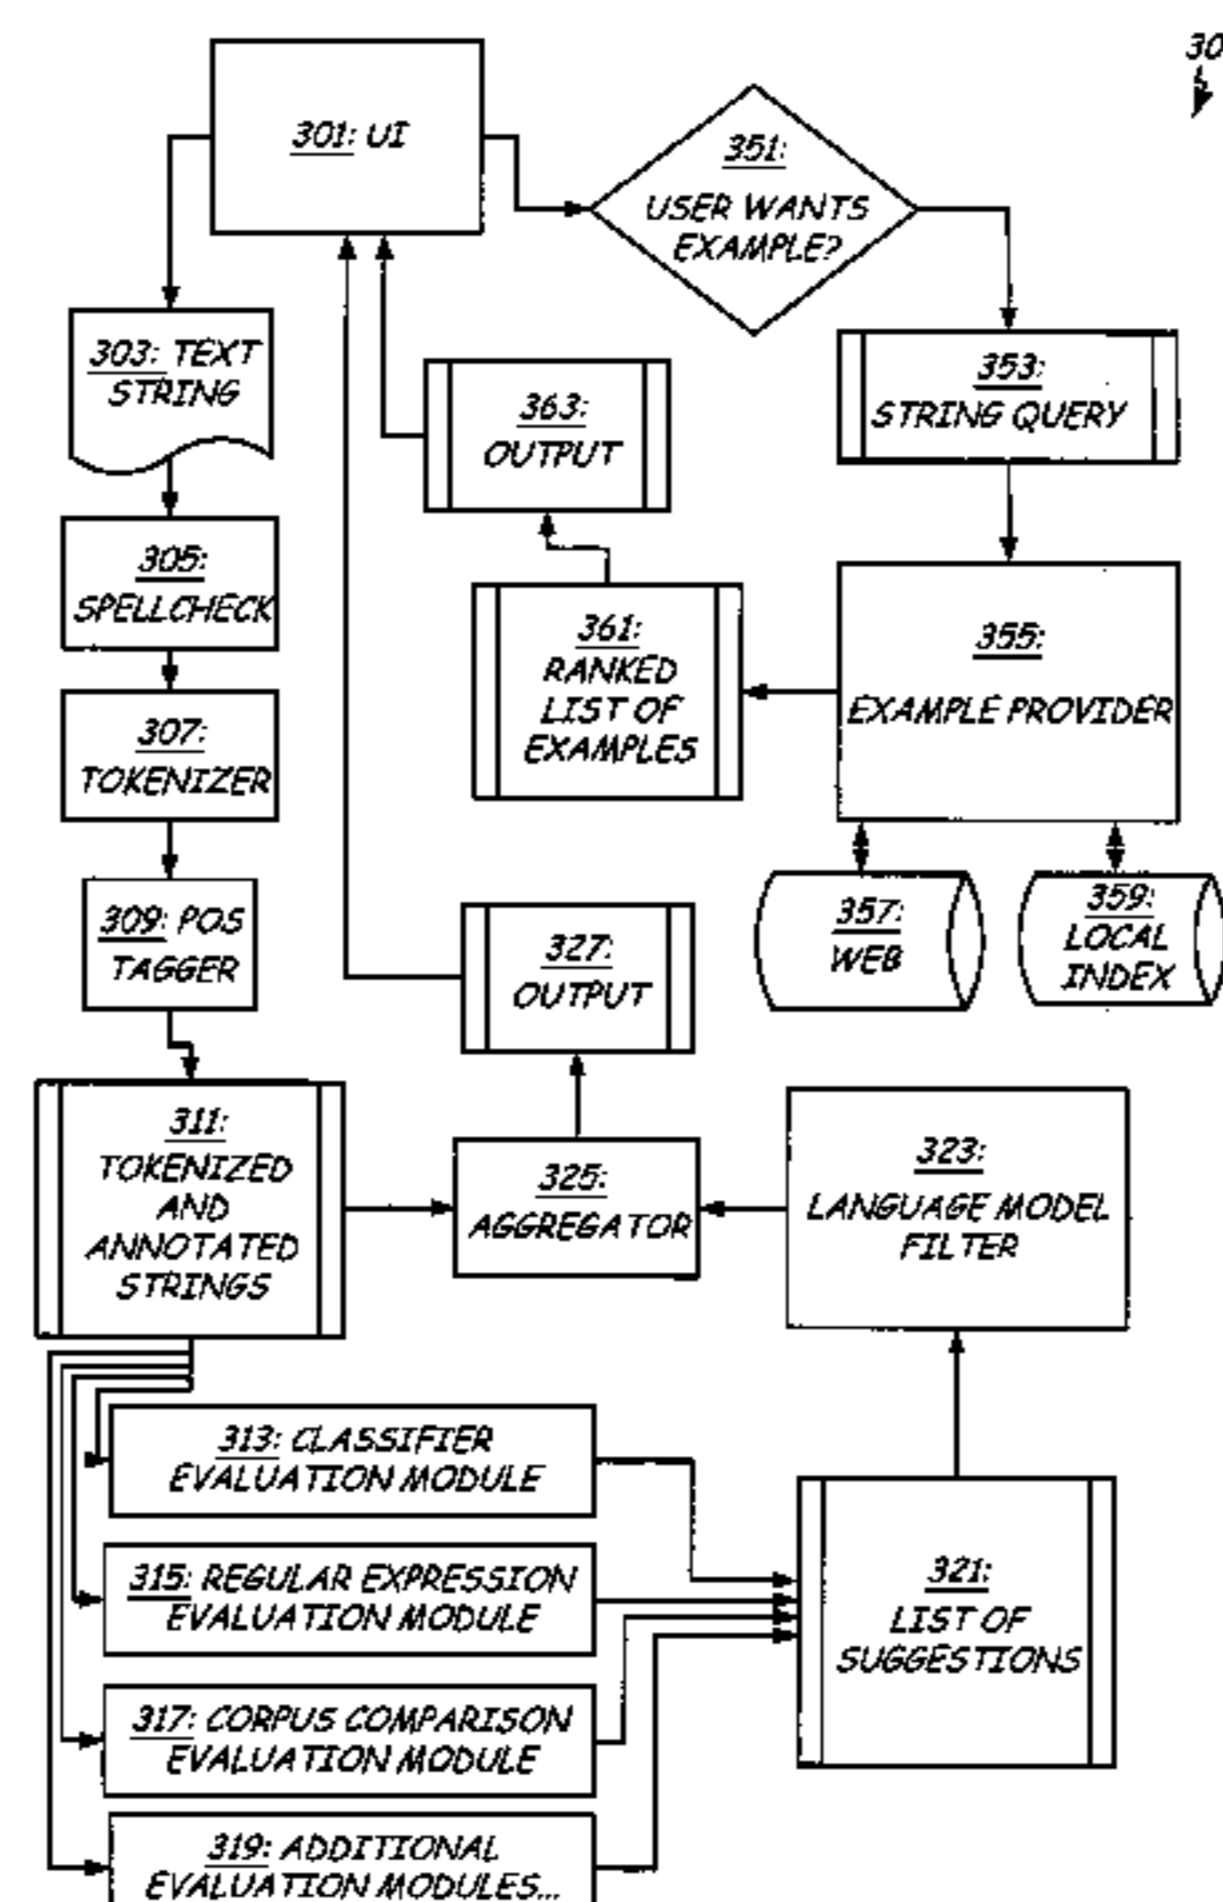 30
301: UI
351:
USER WANTS
EXAMPLE?
303: TEXT
STRING
363:
OUTPUT
353:
STRING QUERY
305:
SPELLCHECK
361:
RANKED
LIST OF
EXAMPLES
355:
EXAMPLE PROVIDER
307:
TOKENIZER
309: POS
TAGGER
327:
OUTPUT
357:
WEB
359:
LOCAL
INDEX
311:
TOKENIZED
AND
ANNOTATED
STRINGS
325:
AGGREGATOR
323:
LANGUAGE MODEL
FILTER
313: CLASSIFIER
EVALUATION MODULE
315: REGULAR EXPRESSION
EVALUATION MODULE
317: CORPUS COMPARISON
EVALUATION MODULE
319: ADDITIONAL
EVALUATION MODULES...
321:
LIST OF
SUGGESTIONS